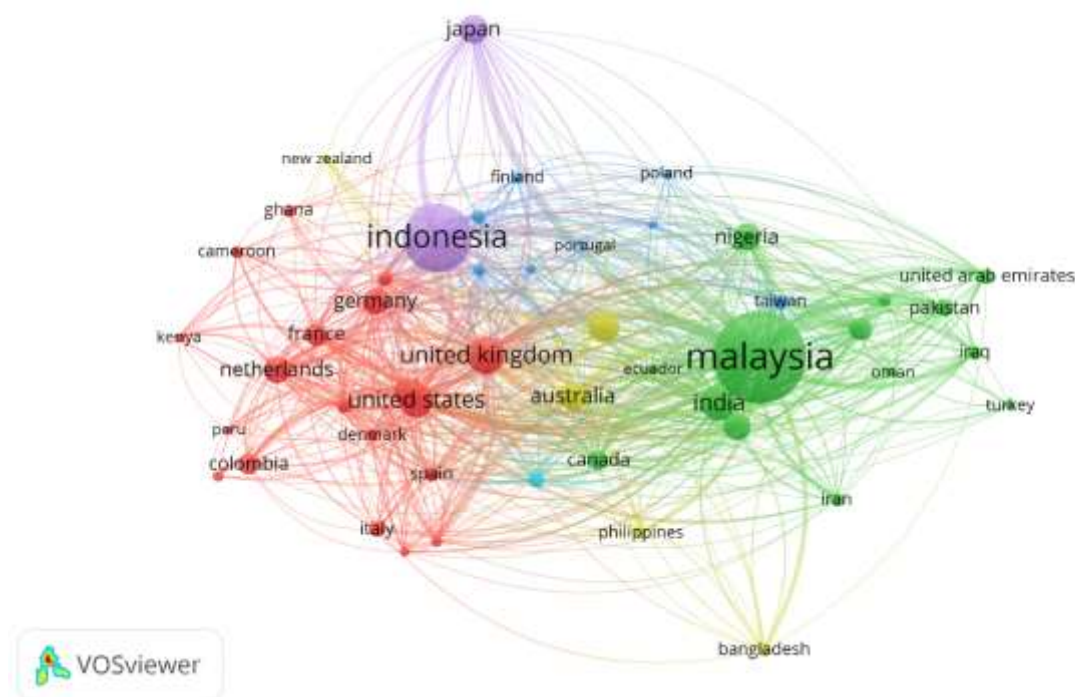 japan
new zealand
finland
poland
ghana
indonesia
nigeria
cameroon
portugal
united arab emirates
germany
taiwan
pakistan
kenya
france
united kingdom
malaysia
iraq
netherlands
ecuador
oman
united states
australia
india
turkey
peru
denmark
colombia
spain
canada
iran
italy
philippines
bangladesh
VOSviewer